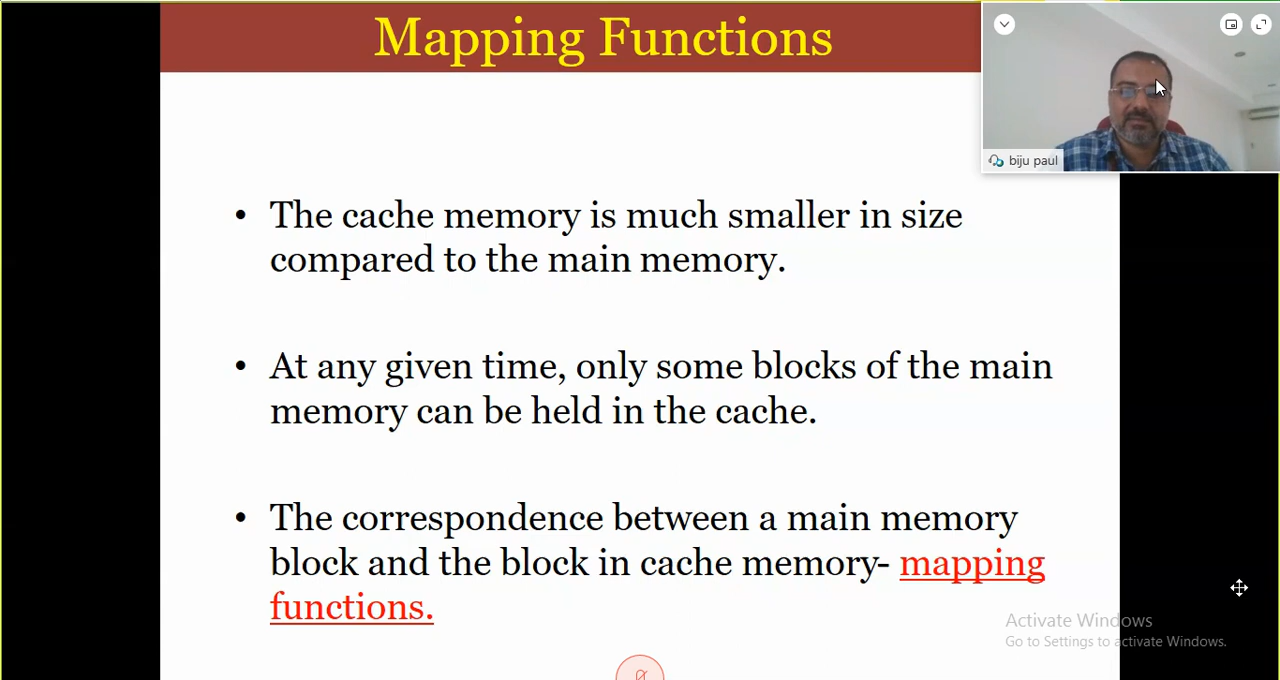 Mapping Functions
biju paul
• The cache memory is much smaller in size
compared to the main memory.
• At any given time, only some blocks of the main
memory can be held in the cache.
• The correspondence between a main memory
block and the block in cache memory- mapping
functions.
Activate Windows
Go to Settings to activate Windows.